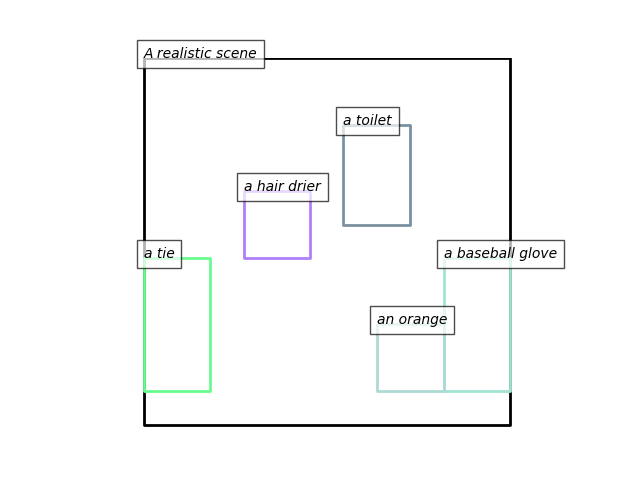 A realistic scene
a toilet
a hair drier
a tie
a baseball glove
an orange